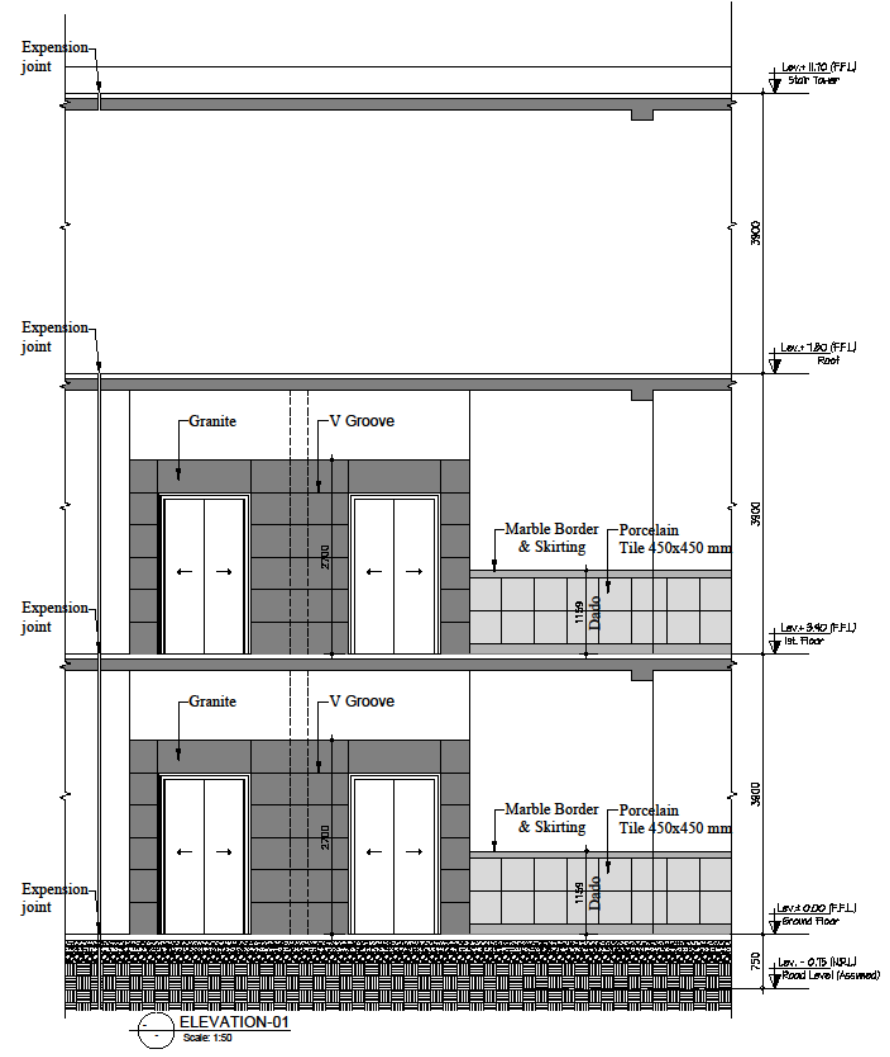 Expension
joint
Lev.+ 11.70 (F.F.L)
Stair Tower
3900
Expension
joint
Lev.+ 7.80 (F.F.L)
Roof
Granite
V Groove
2700
Marble Border
& Skirting
Porcelain
Tile 450x450 mm
1159
Dado
3900
Expension
joint
Lev.+ 3.90 (F.F.L)
1st. Floor
Granite
V Groove
2700
Marble Border
& Skirting
Porcelain
Tile 450x450 mm
1159
Dado
3900
Expension
joint
Lev.± 0.00 (F.F.L)
Ground Floor
750
Lev. - 0.75
Road Level (Assumed)
ELEVATION-01
Scale: 1:50